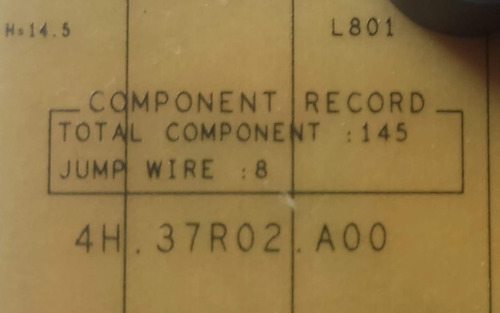 H=14.5
L801
COMPONENT RECORD
TOTAL COMPONENT :145
JUMP WIRE :8
4H.37R02.A00